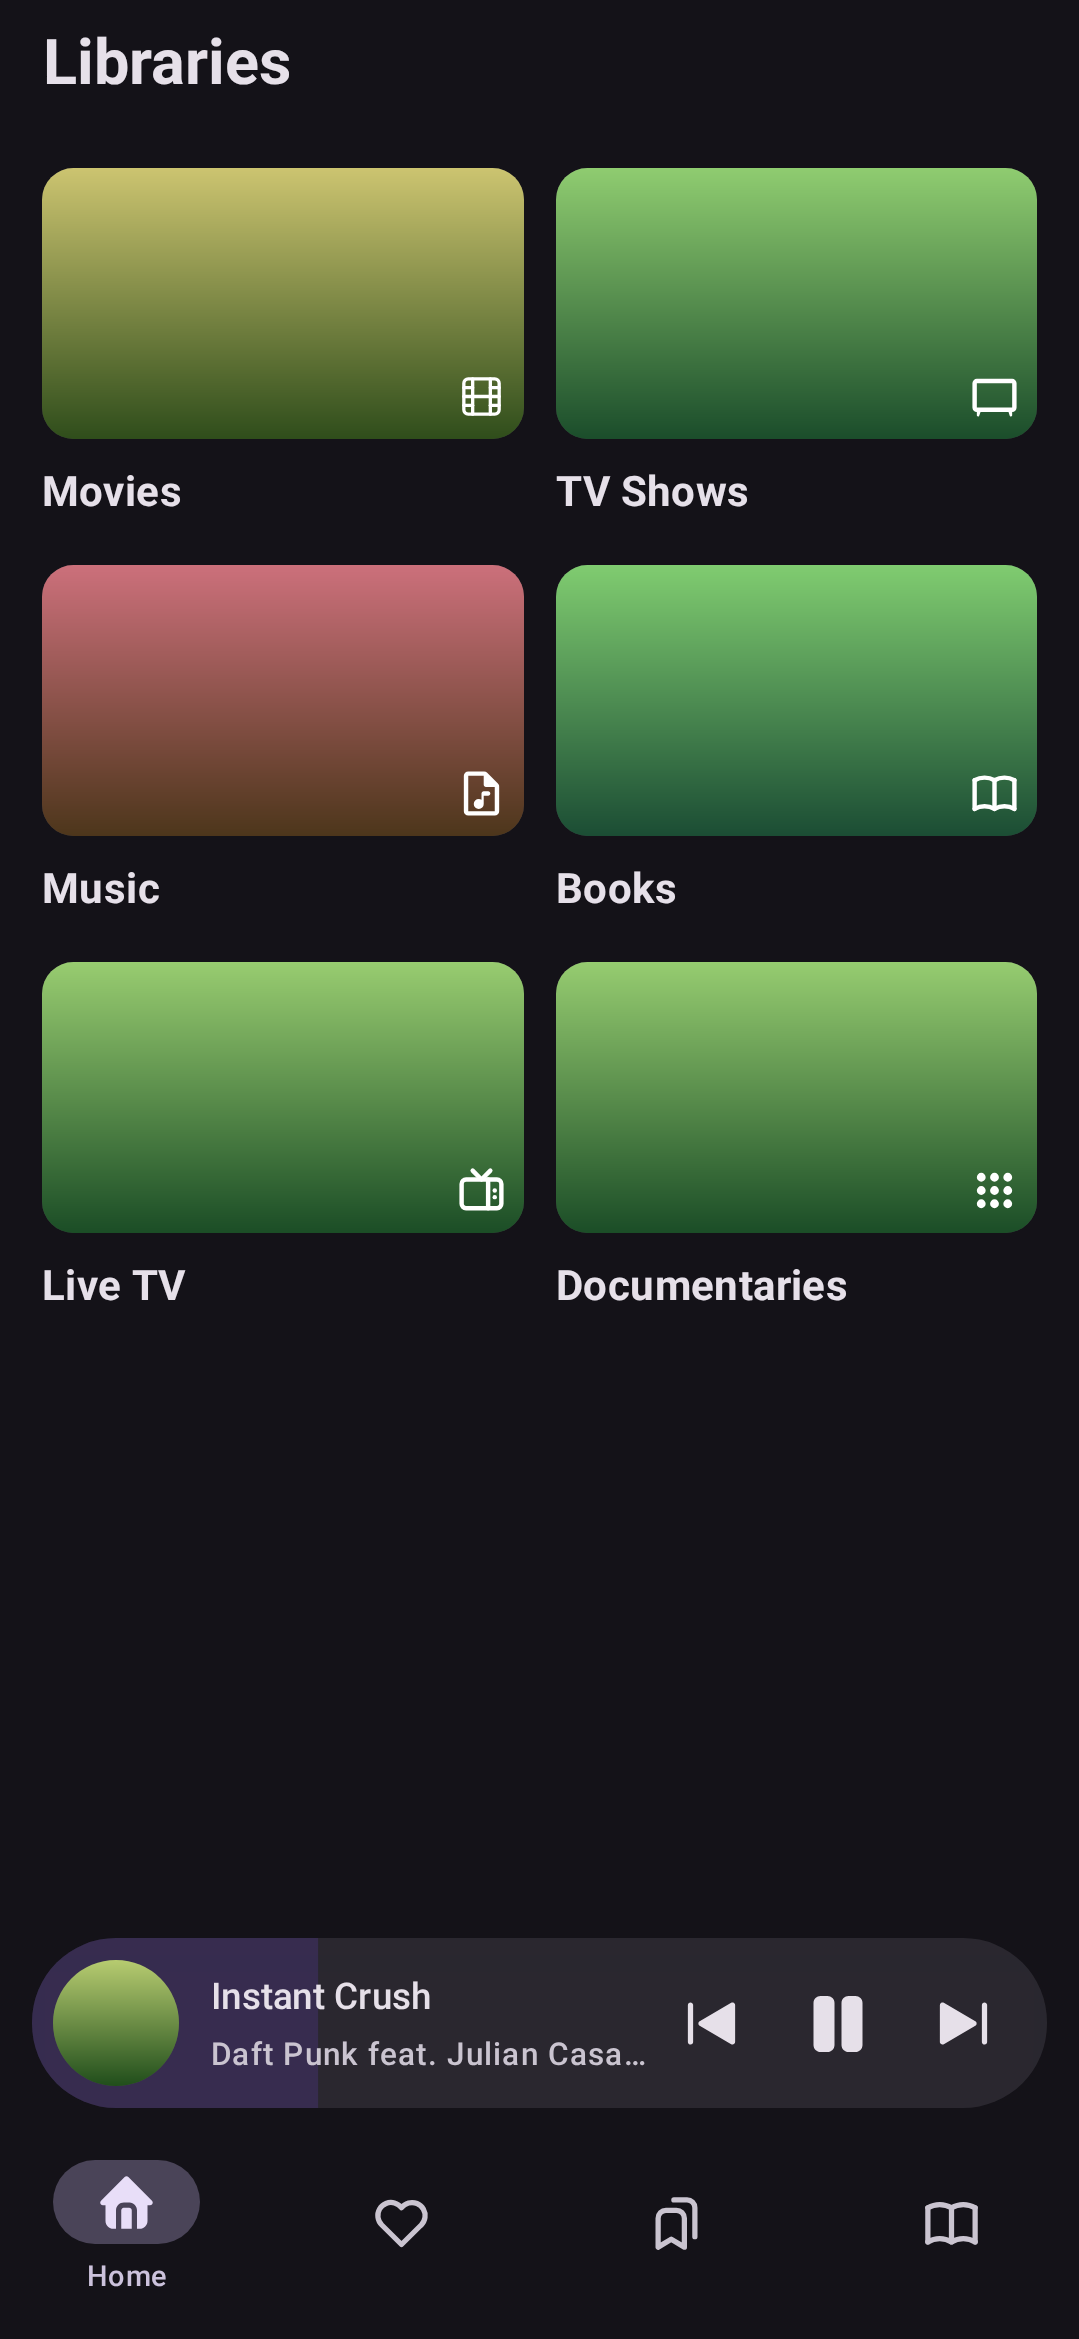 Libraries
Movies
TV Shows
Music
Books
Live TV
Documentaries
Instant Crush
Daft Punk feat. Julian Casa...
Home